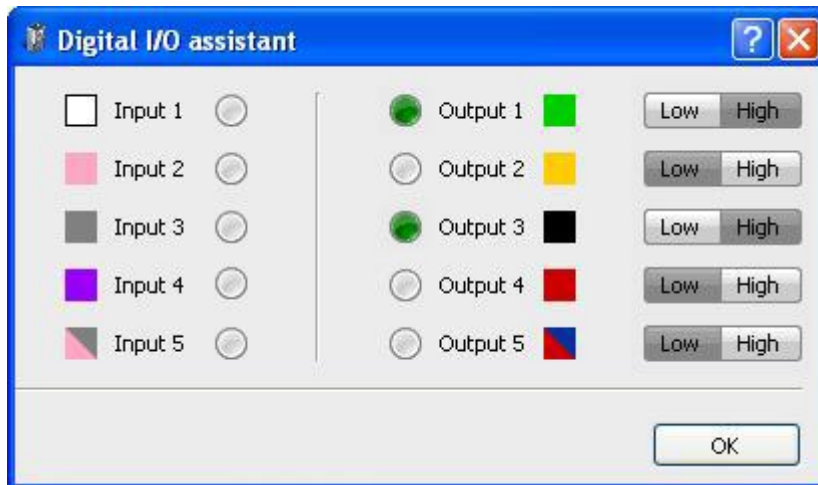 Digital I/O assistant
Input 1 Output 1 Low High
Input 2 Output 2 Low High
Input 3 Output 3 Low High
Input 4 Output 4 Low High
Input 5 Output 5 Low High
OK